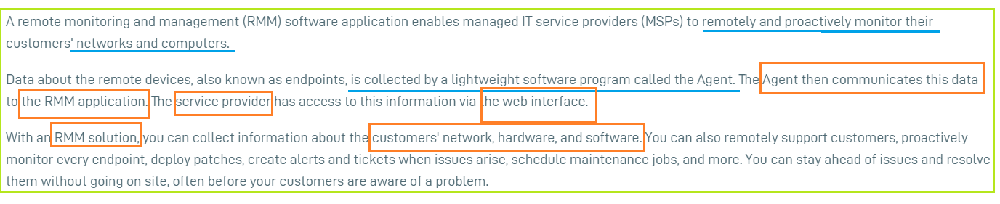 A remote monitoring and management (RMM) software application enables managed IT service providers (MSPs) to remotely and proactively monitor their
customers' networks and computers.
Data about the remote devices, also known as endpoints, is collected by a lightweight software program called the Agent. The Agent then communicates this data
to the RMM application. The service provider has access to this information via the web interface.
With an RMM solution, you can collect information about the customers' network, hardware, and software. You can also remotely support customers, proactively
monitor every endpoint, deploy patches, create alerts and tickets when issues arise, schedule maintenance jobs, and more. You can stay ahead of issues and resolve
them without going on site, often before your customers are aware of a problem.